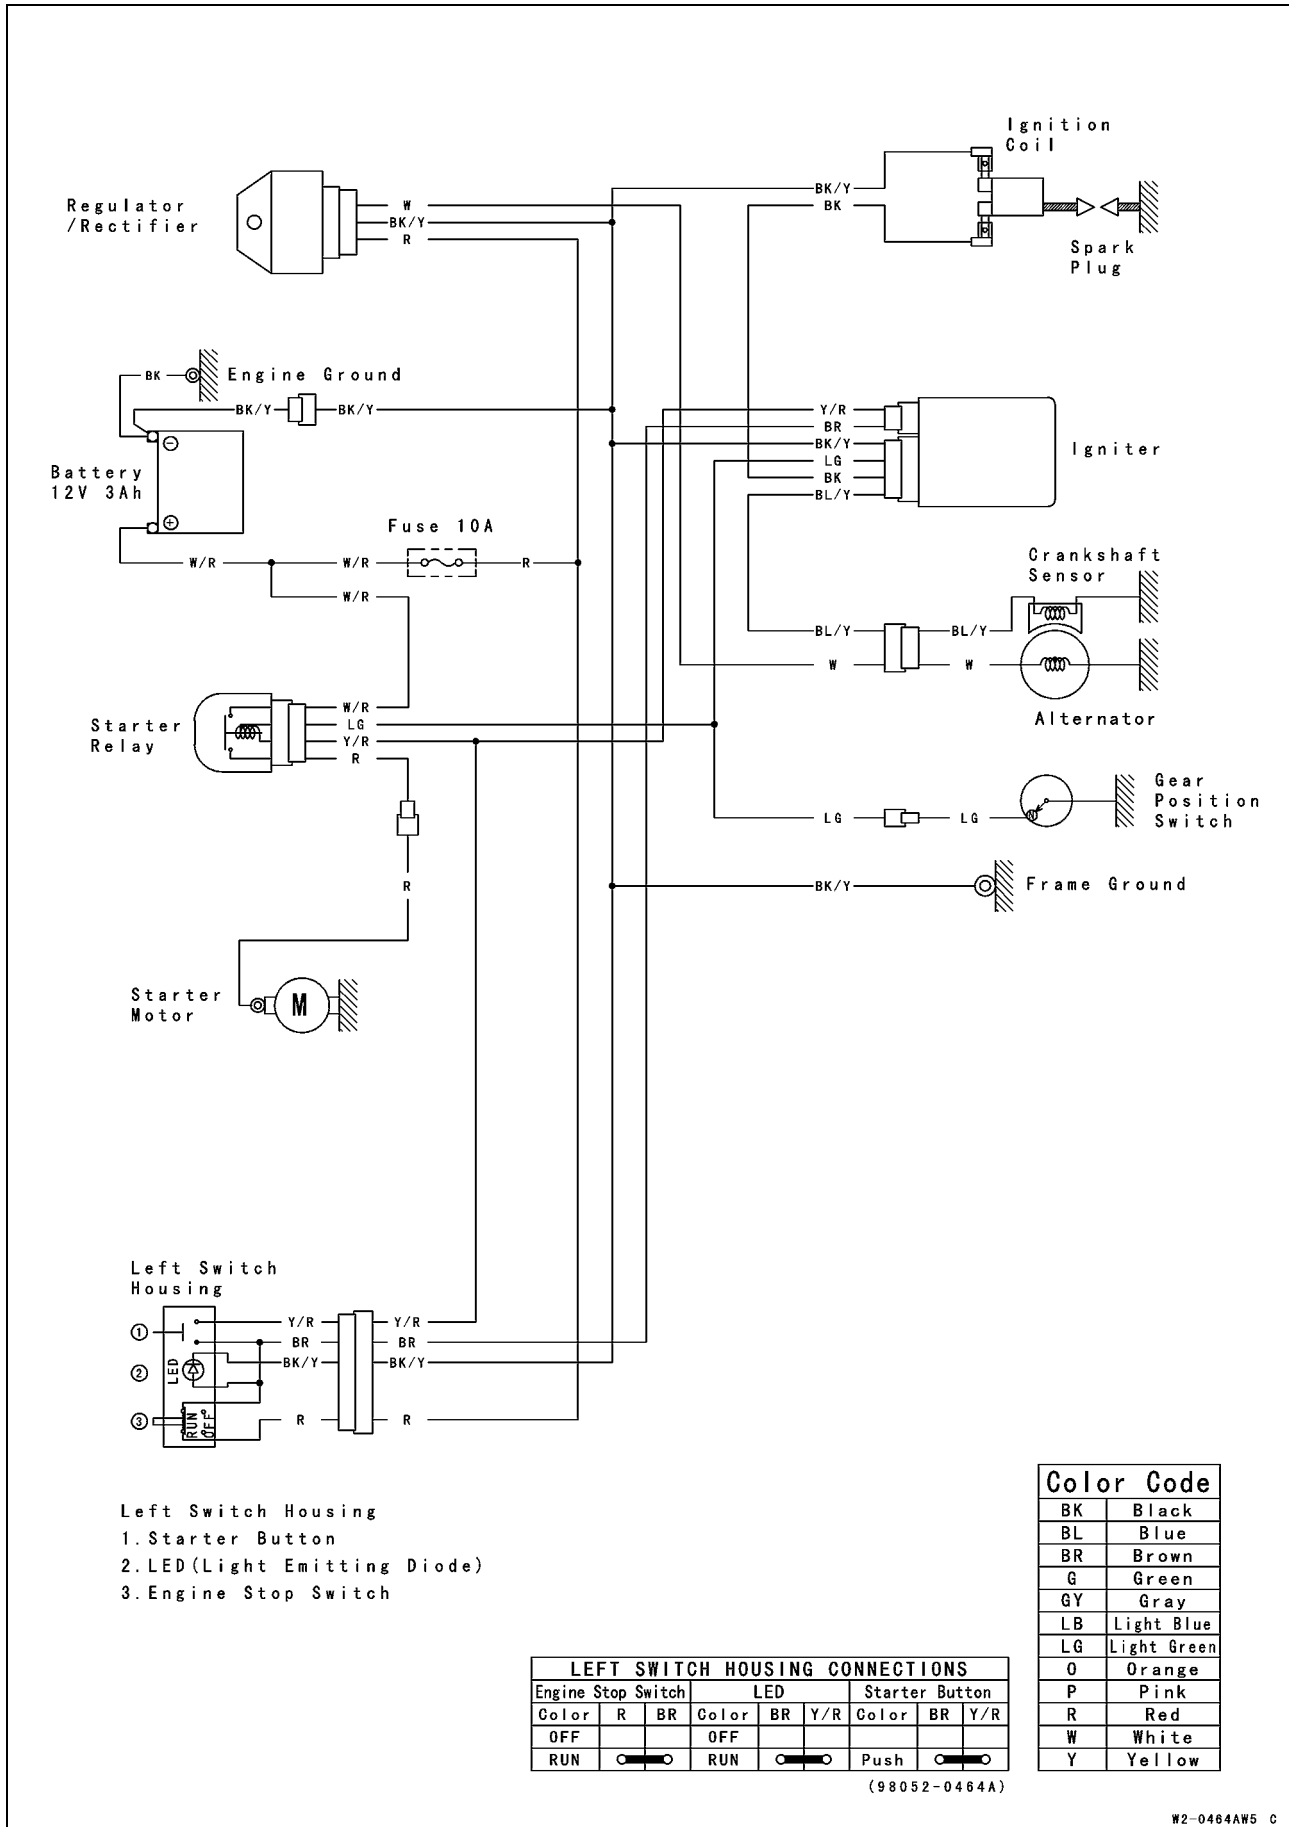 Ignition
Coil
Regulator
/Rectifier
W
BK/Y
R
BK/Y
BK
Spark
Plug
BK
Engine Ground
BK/Y
BK/Y
Battery
12V 3Ah
Y/R
BR
BK/Y
LG
BK
BL/Y
Igniter
Fuse 10A
W/R
W/R
R
W/R
Crankshaft
Sensor
BL/Y
BL/Y
W
W
Alternator
Starter
Relay
W/R
LG
Y/R
R
LG
LG
N
Gear
Position
Switch
R
BK/Y
Frame Ground
Starter
Motor
M
Left Switch
Housing
1
2
3
LED
RUN
OFF
Y/R
Y/R
BR
BR
BK/Y
BK/Y
R
R
Left Switch Housing
1.Starter Button
2.LED(Light Emitting Diode)
3.Engine Stop Switch
LEFT SWITCH HOUSING CONNECTIONS
Engine Stop Switch LED Starter Button
Color R BR Color BR Y/R Color BR Y/R
OFF OFF
RUN RUN Push
(98052-0464A)
Color Code
BK Black
BL Blue
BR Brown
G Green
GY Gray
LB Light Blue
LG Light Green
O Orange
P Pink
R Red
W White
Y Yellow
W2-0464AW5 C